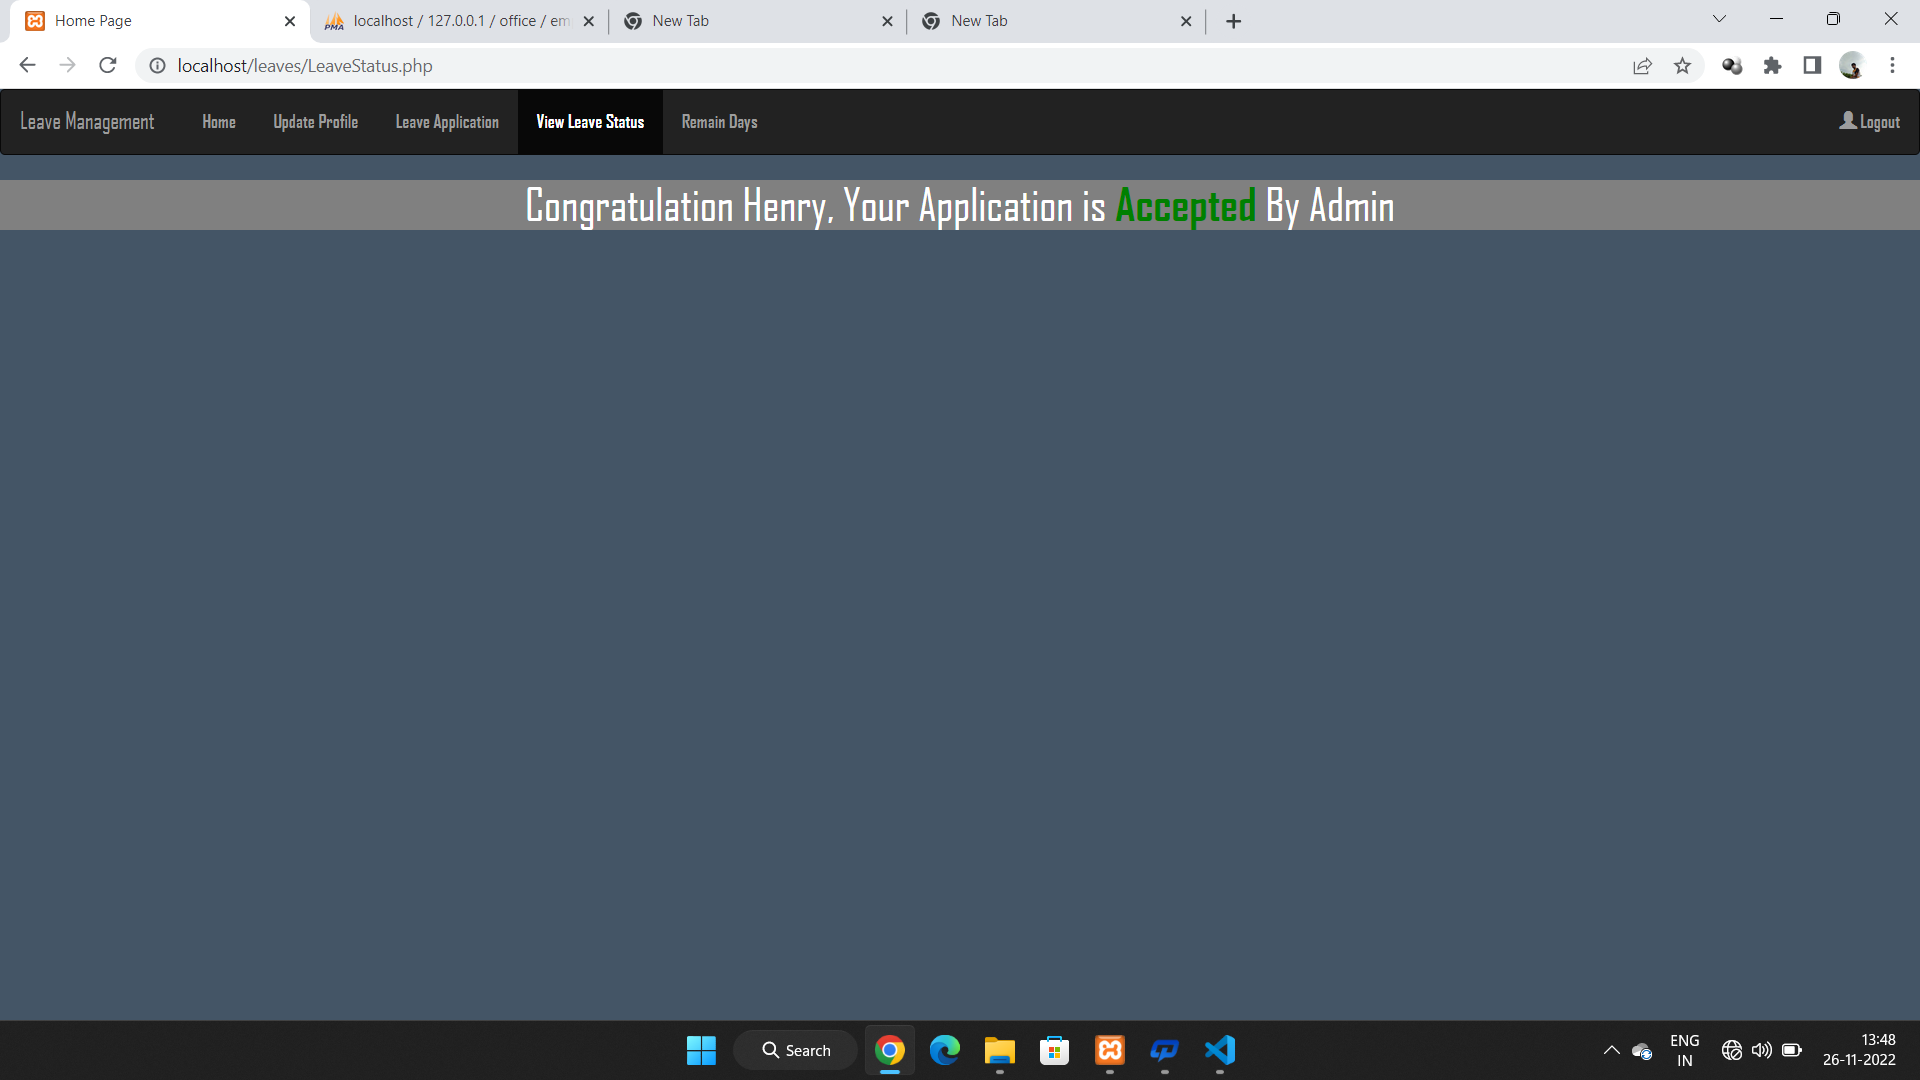 Home Page
localhost / 127.0.0.1 / office / em
New Tab
New Tab
localhost/leaves/LeaveStatus.php
Leave Management Home Update Profile Leave Application View Leave Status Remain Days Logout
Congratulation Henry, Your Application is Accepted By Admin
Search
ENG
IN
13:48
26-11-2022